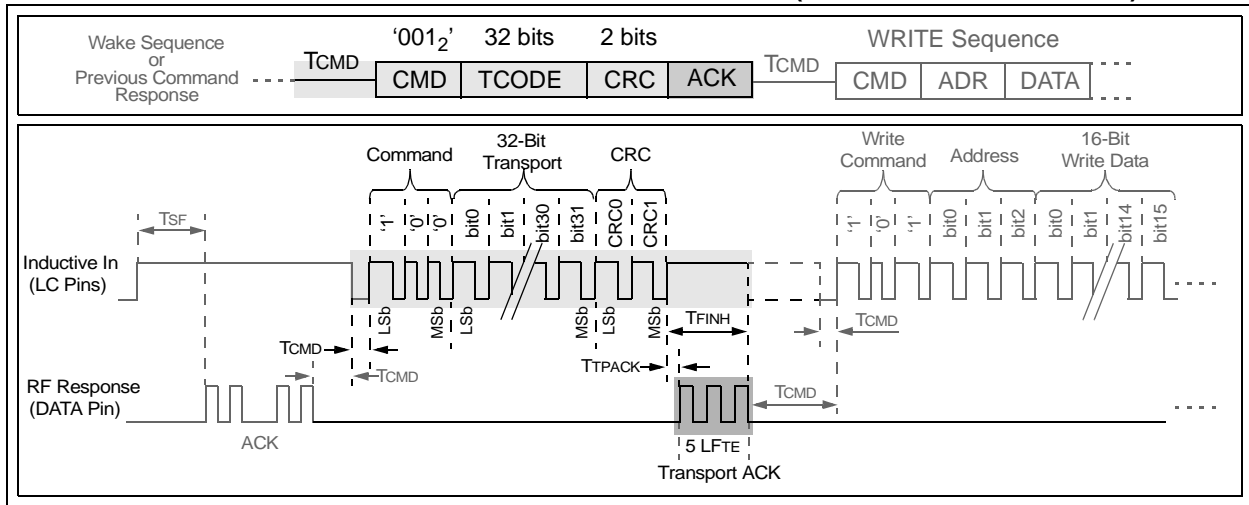 Wake Sequence
or
Previous Command
Response
TCMD
'001₂' 32 bits 2 bits
CMD TCODE CRC ACK
TCMD
WRITE Sequence
CMD ADR DATA
Command
32-Bit
Transport
CRC
Write
Command
Address
16-Bit
Write Data
TSF
'1' '0' '0' bit0 bit1 bit30 bit31 CRC0 CRC1
'1' '0' '1' bit0 bit1 bit2 bit0 bit1 bit14 bit15
Inductive In
(LC Pins)
LSb MSb LSb MSb LSb MSb
TFINH
TCMD
TCMD
TCMD
TTPACK
RF Response
(DATA Pin)
TCMD
ACK
5 LFTE
Transport ACK